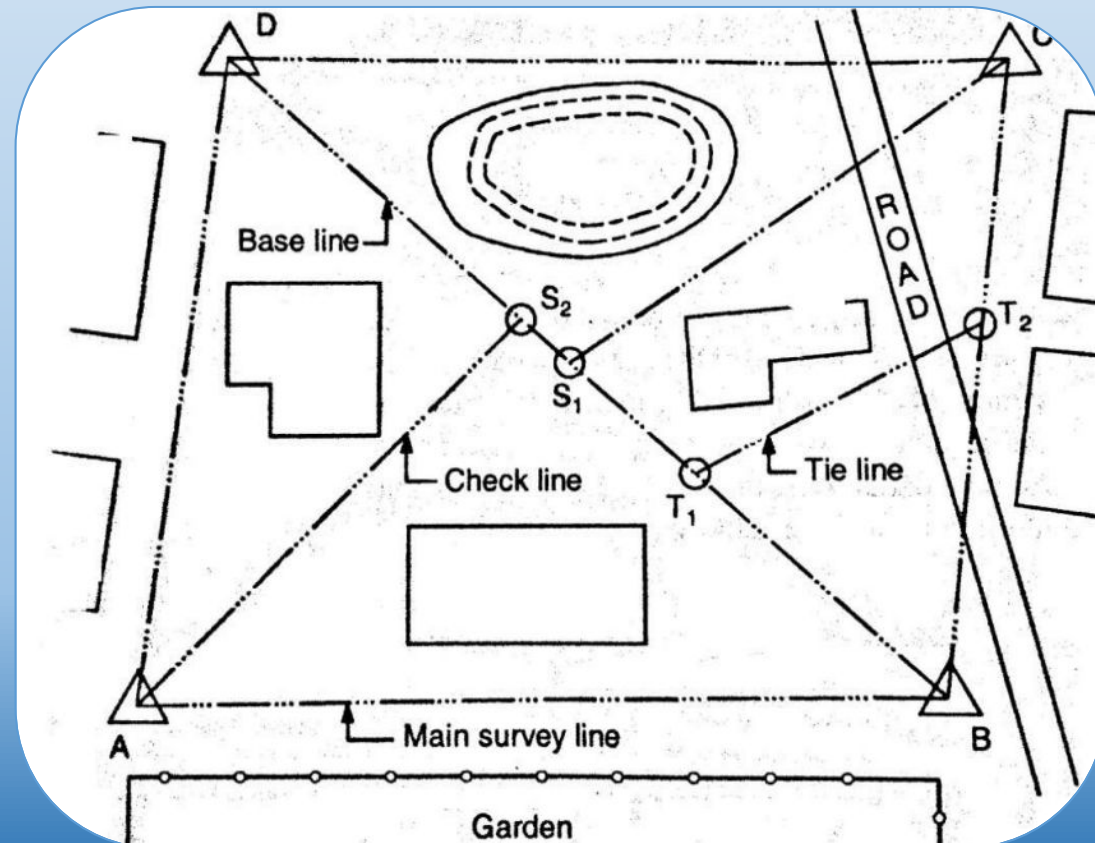 D
C
Base line
ROAD
S₂
T₂
S₁
Check line
Tie line
T₁
A
Main survey line
B
Garden